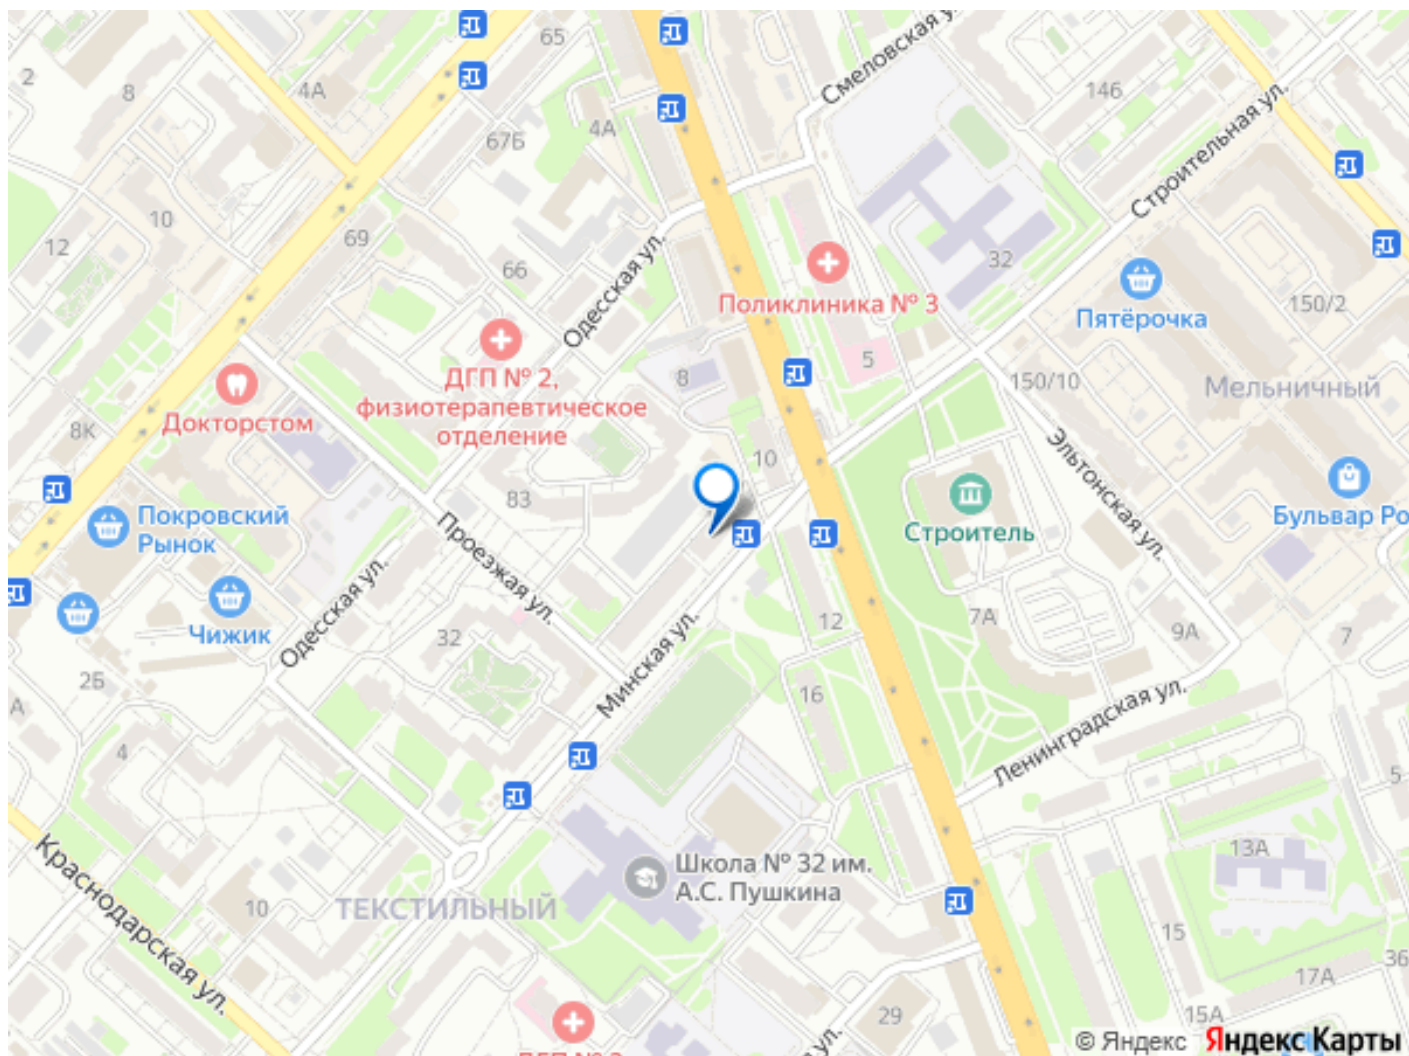 65
Смеловская у
2
8
4А
4А
146
67Б
Строительная ул.
10
12
69
66
Одесская ул.
32
Поликлиника № 3
150/2
Пятёрочка
5
8
ДГП № 2,
физиотерапевтическое
отделение
150/10
Мельничный
Докторстом
8К
10
Эльтонская ул.
83
Покровский
Рынок
Проезжая ул.
Строитель
Бульвар Ро
Одесская ул.
Чижик
32
Минская ул.
12
7А
9А
7
2Б
А
16
Ленинградская ул.
4
5
Краснодарская ул.
Школа № 32 им.
А.С. Пушкина
13А
10
ТЕКСТИЛЬНЫЙ
15
36
17А
29
15А
ул.
© Яндекс Яндекс Карты